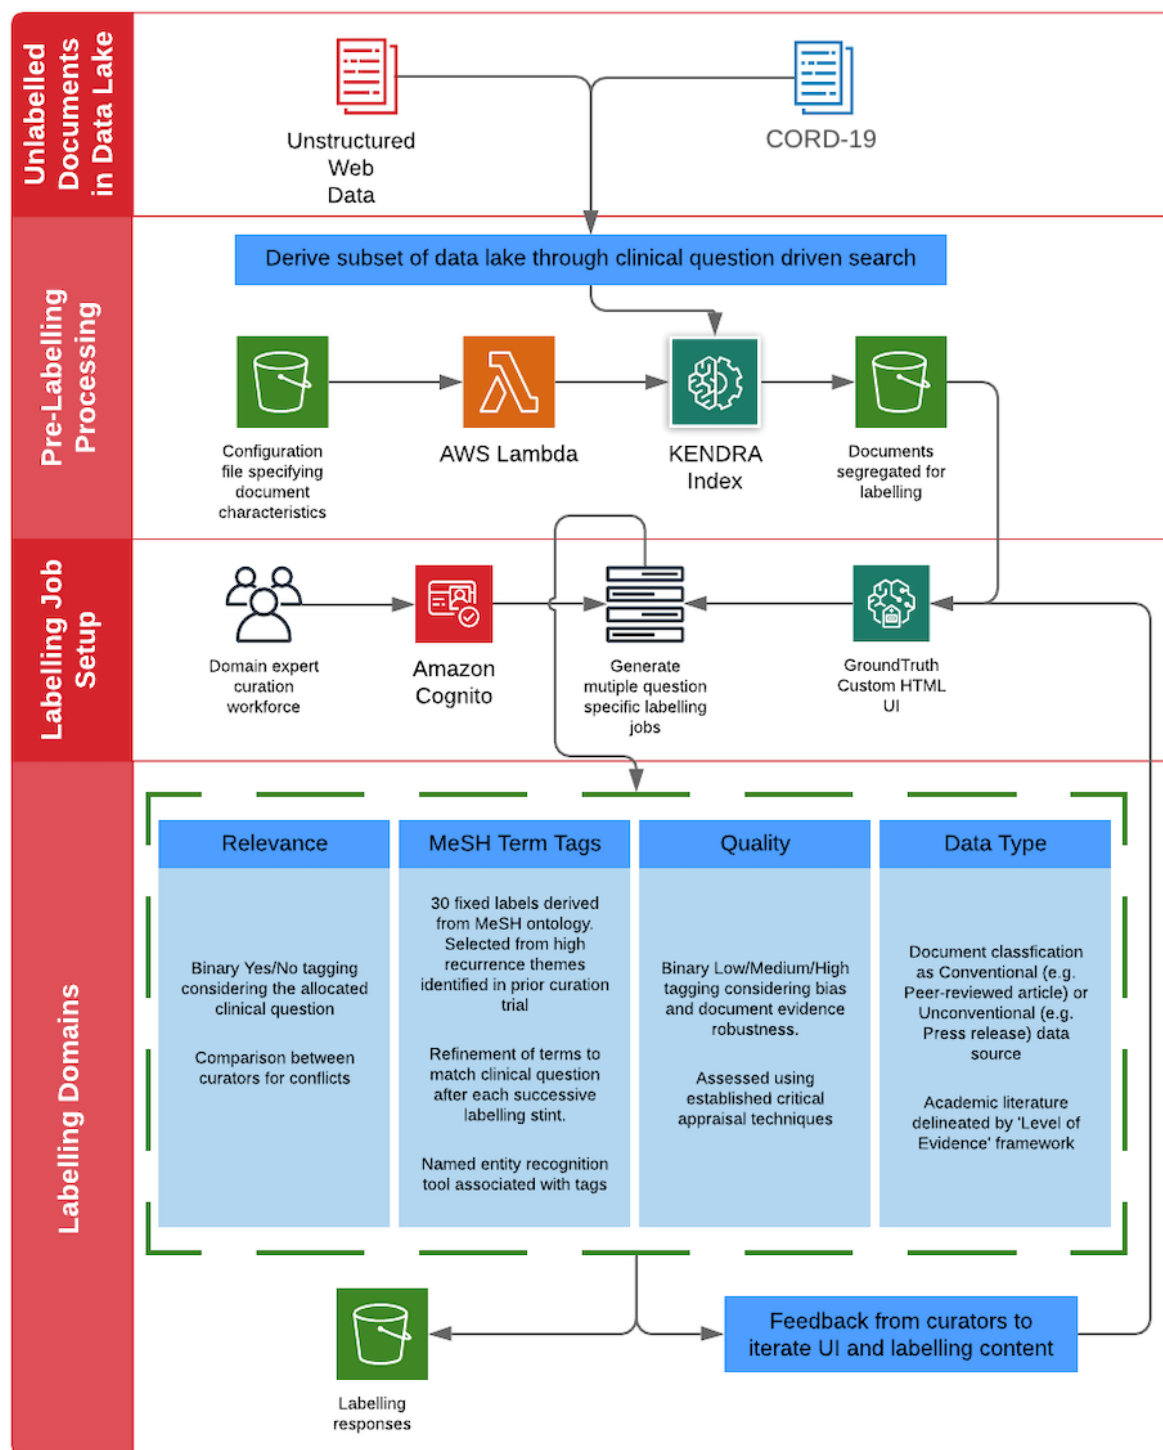 Unlabelled
Documents
in Data Lake
Unstructured
Web
Data
CORD-19
Pre-Labelling
Processing
Derive subset of data lake through clinical question driven search
Configuration
file specifying
document
characteristics
AWS Lambda
KENDRA
Index
Documents
segregated for
labelling
Labelling Job
Setup
Domain expert
curation
workforce
Amazon
Cognito
Generate
mutiple question
specific labelling
jobs
GroundTruth
Custom HTML
UI
Labelling Domains
Relevance
Binary Yes/No tagging
considering the allocated
clinical question
Comparison between
curators for conflicts
MeSH Term Tags
30 fixed labels derived
from MeSH ontology.
Selected from high
recurrence themes
identified in prior curation
trial
Refinement of terms to
match clinical question
after each successive
labelling stint.
Named entity recognition
tool associated with tags
Quality
Binary Low/Medium/High
tagging considering bias
and document evidence
robustness.
Assessed using
established critical
appraisal techniques
Data Type
Document classfication
as Conventional (e.g.
Peer-reviewed article) or
Unconventional (e.g.
Press release) data
source
Academic literature
delineated by 'Level of
Evidence' framework
Labelling
responses
Feedback from curators to
iterate UI and labelling content